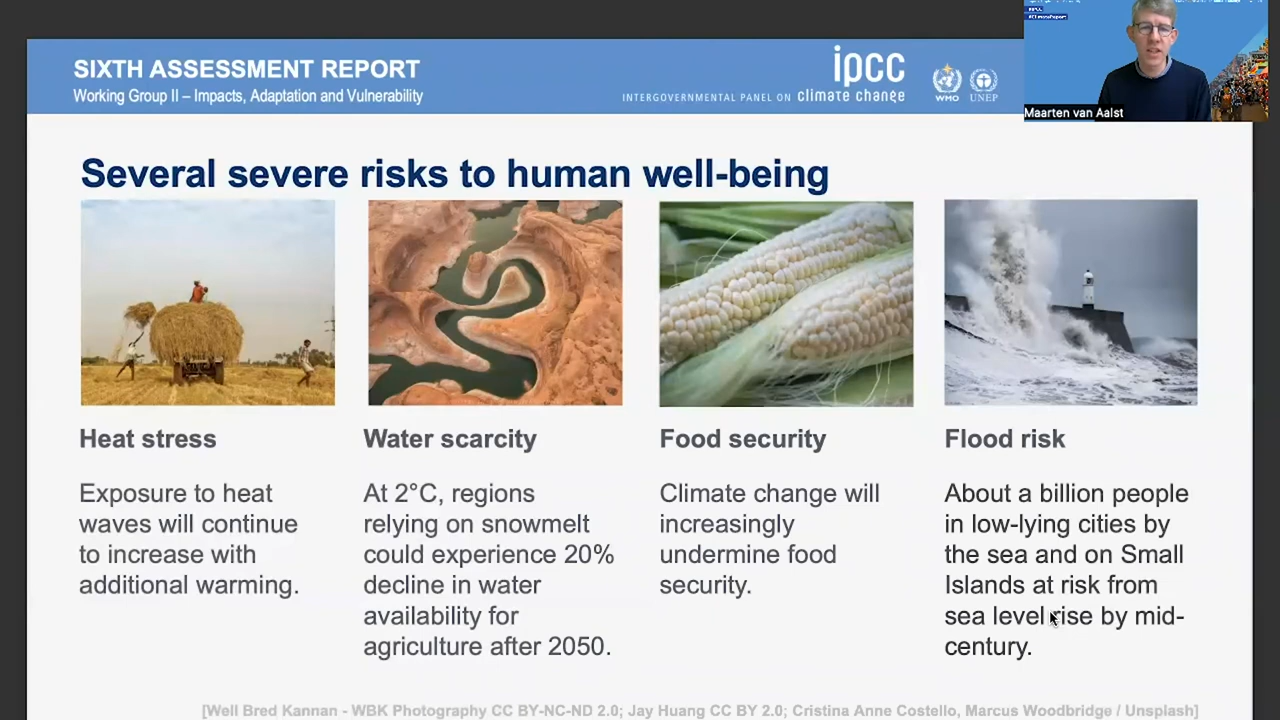 SIXTH ASSESSMENT REPORT
Working Group II – Impacts, Adaptation and Vulnerability
INTERGOVERNMENTAL PANEL ON climate change
ipcc
WMO
UNEP
#IPCC
#ClimateReport
Maarten van Aalst
Several severe risks to human well-being
Heat stress
Exposure to heat
waves will continue
to increase with
additional warming.
Water scarcity
At 2°C, regions
relying on snowmelt
could experience 20%
decline in water
availability for
agriculture after 2050.
Food security
Climate change will
increasingly
undermine food
security.
Flood risk
About a billion people
in low-lying cities by
the sea and on Small
Islands at risk from
sea level rise by mid-
century.
[Well Bred Kannan - WBK Photography CC BY-NC-ND 2.0; Jay Huang CC BY 2.0; Cristina Anne Costello, Marcus Woodbridge / Unsplash]